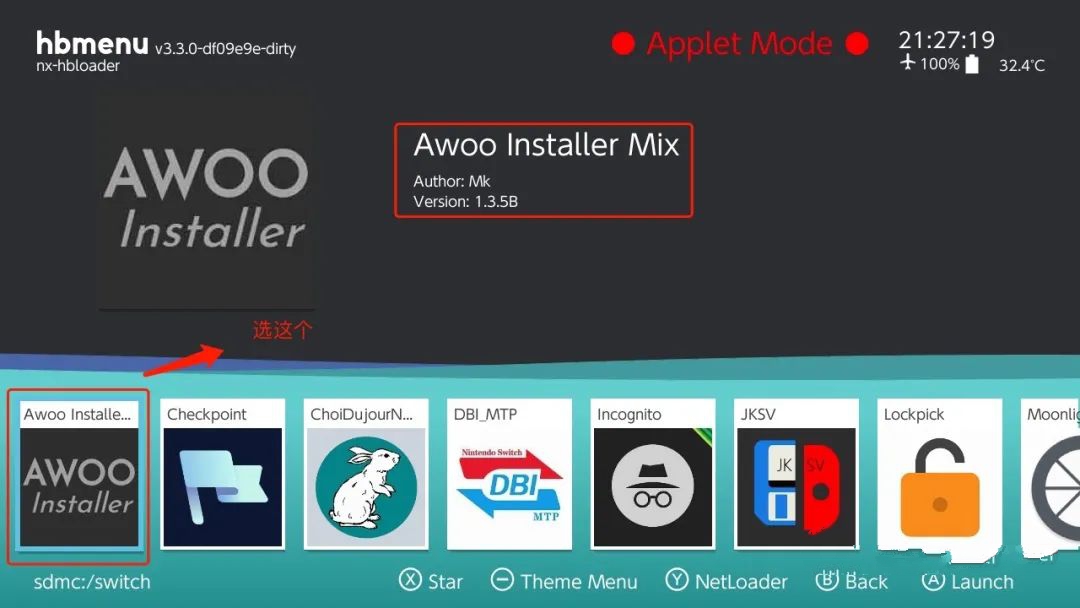 hbmenu v3.3.0-df09e9e-dirty
nx-hbloader
Applet Mode
21:27:19
100% 32.4°C
AWOO
Installer
Awoo Installer Mix
Author: Mk
Version: 1.3.5B
选这个
Awoo Installe...
Checkpoint
ChoiDujourN...
DBI_MTP
Incognito
JKSV
Lockpick
AWOO
Installer
Nintendo Switch
DBI
MTP
JK SV
sdmc:/switch
X Star
Theme Menu
Y NetLoader
B Back
A Launch